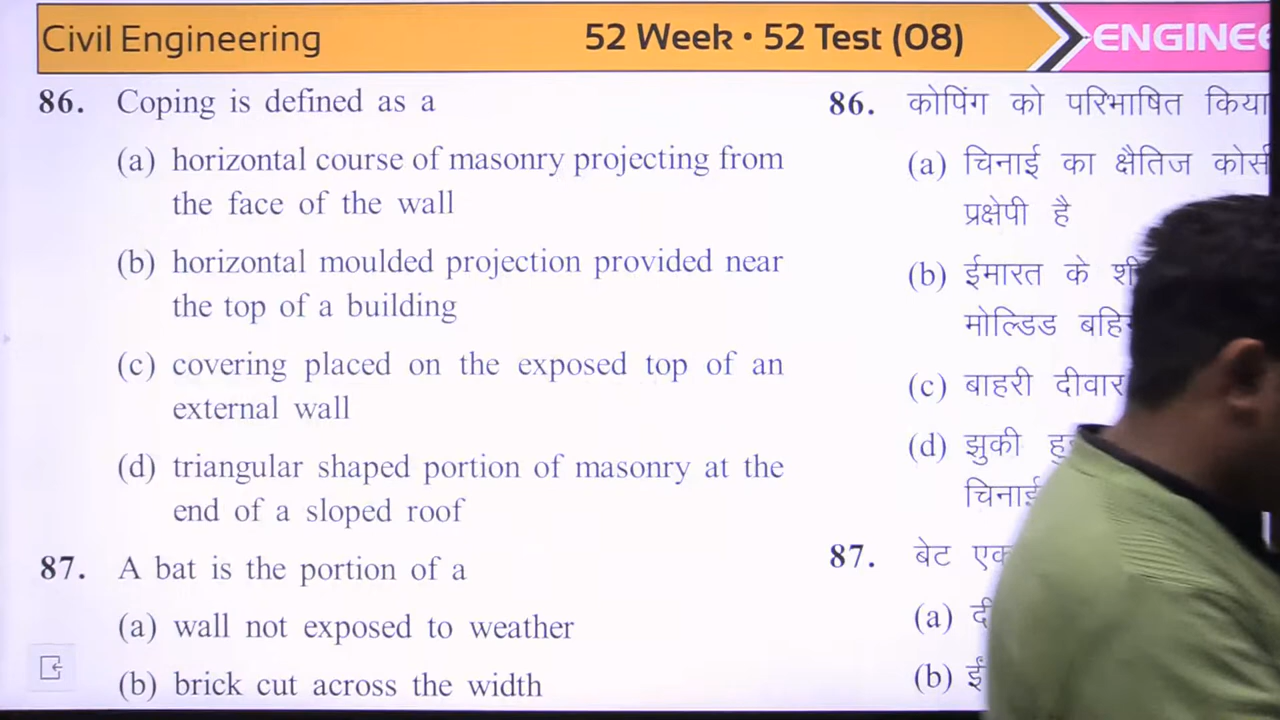 Civil Engineering
52 Week • 52 Test (08)
86. Coping is defined as a
(a) horizontal course of masonry projecting from
the face of the wall
(b) horizontal moulded projection provided near
the top of a building
(c) covering placed on the exposed top of an
external wall
(d) triangular shaped portion of masonry at the
end of a sloped roof
87. A bat is the portion of a
(a) wall not exposed to weather
(b) brick cut across the width
86. कोपिंग को परिभाषित किया
(a) चिनाई का क्षैतिज
प्रक्षेपी है
(b) ईमारत के
मोल्डिड
(c) बाहरी दीवार
(d) झुकी
चिनाई
87. बेट
(a)
(b)